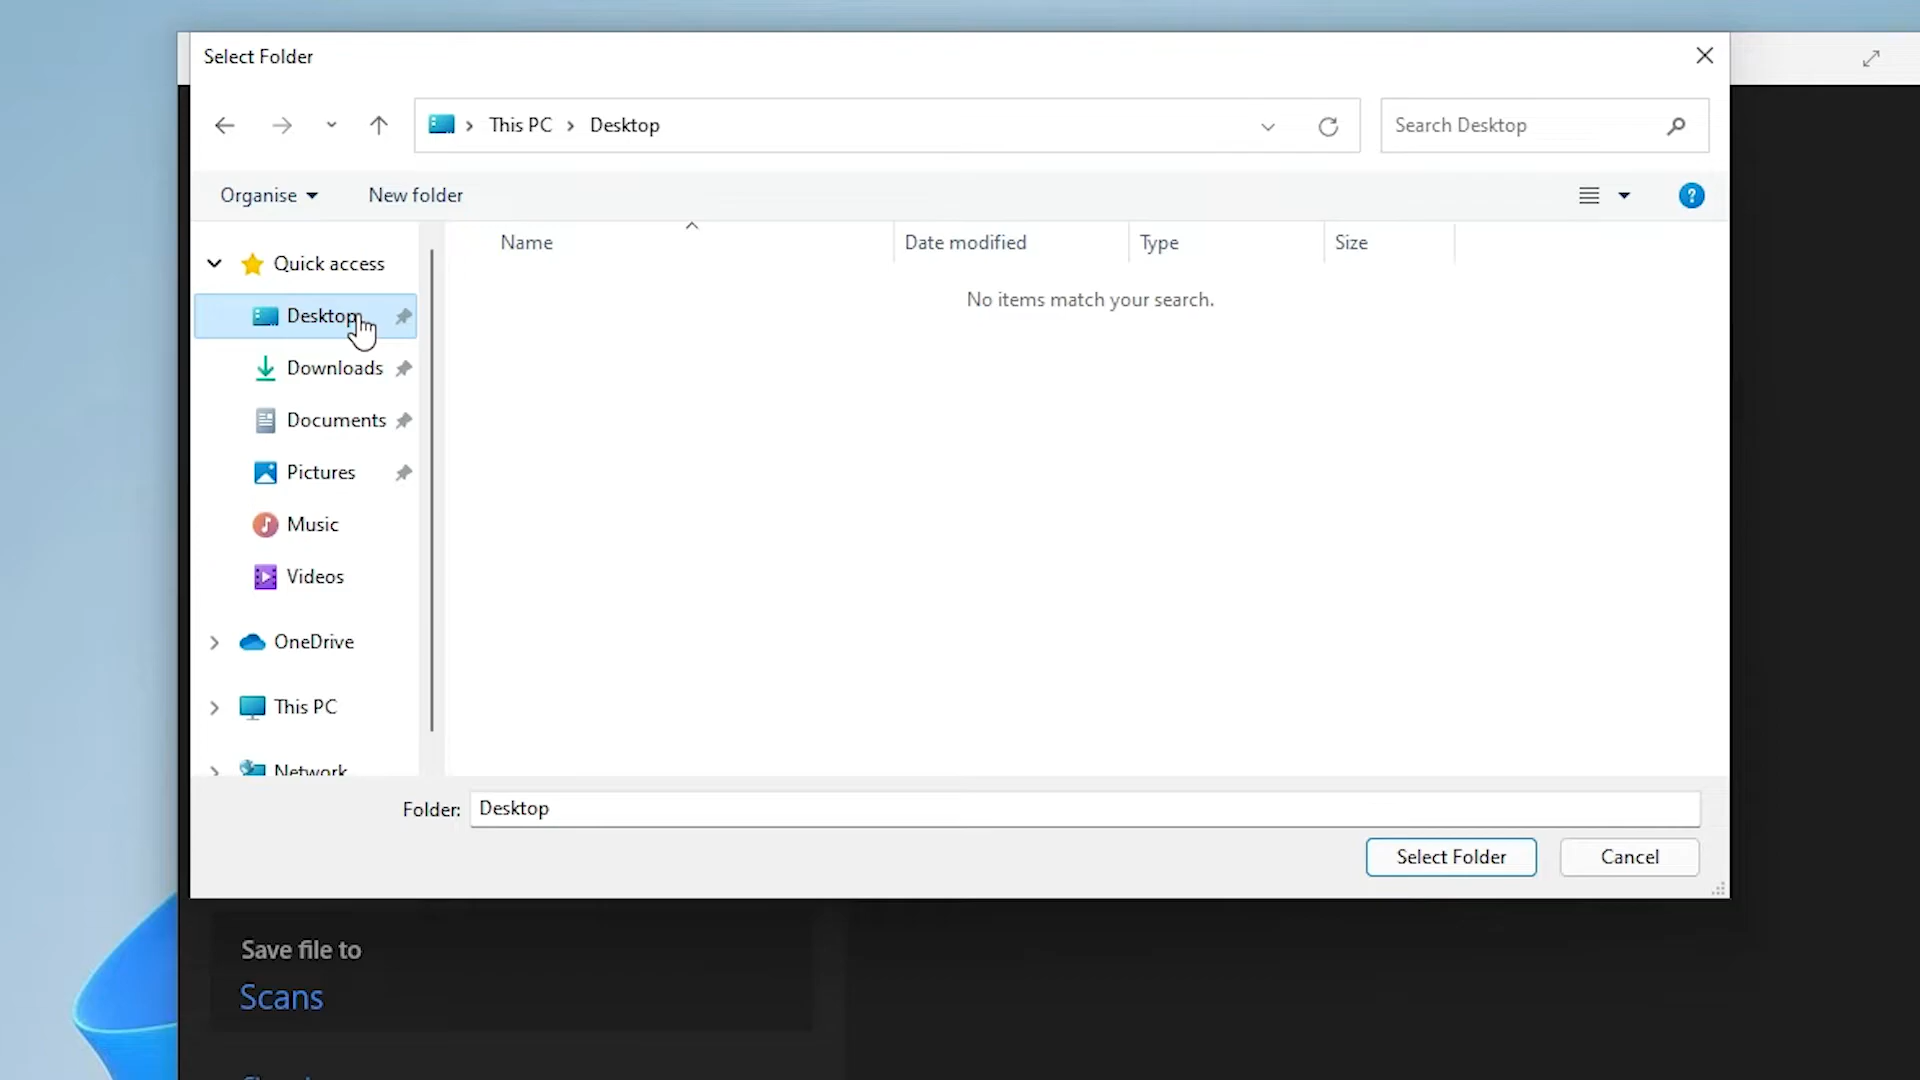 Select Folder
This PC
Desktop
Search Desktop
Organise
New folder
?
Name
Date modified
Type
Size
Quick access
No items match your search.
Desktop
Downloads
Documents
Pictures
Music
Videos
OneDrive
This PC
Network
Folder:
Desktop
Select Folder
Cancel
Save file to
Scans